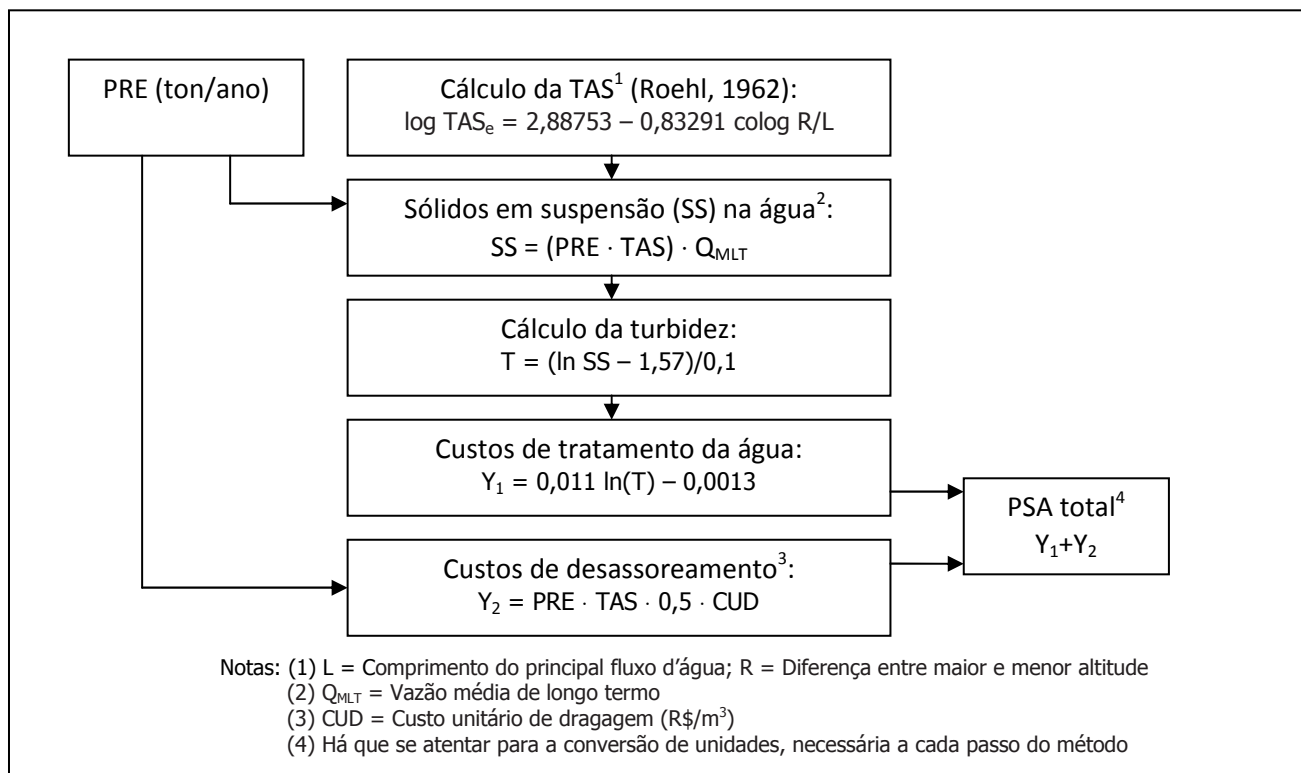 PRE (ton/ano)
Cálculo da TAS¹ (Roehl, 1962):
log TASₑ = 2,88753 – 0,83291 colog R/L
Sólidos em suspensão (SS) na água²:
SS = (PRE · TAS) · Q_MLT
Cálculo da turbidez:
T = (ln SS – 1,57)/0,1
Custos de tratamento da água:
Y₁ = 0,011 ln(T) – 0,0013
PSA total⁴
Y₁+Y₂
Custos de desassoreamento³:
Y₂ = PRE · TAS · 0,5 · CUD
Notas: (1) L = Comprimento do principal fluxo d’água; R = Diferença entre maior e menor altitude
(2) Q_MLT = Vazão média de longo termo
(3) CUD = Custo unitário de dragagem (R$/m³)
(4) Há que se atentar para a conversão de unidades, necessária a cada passo do método